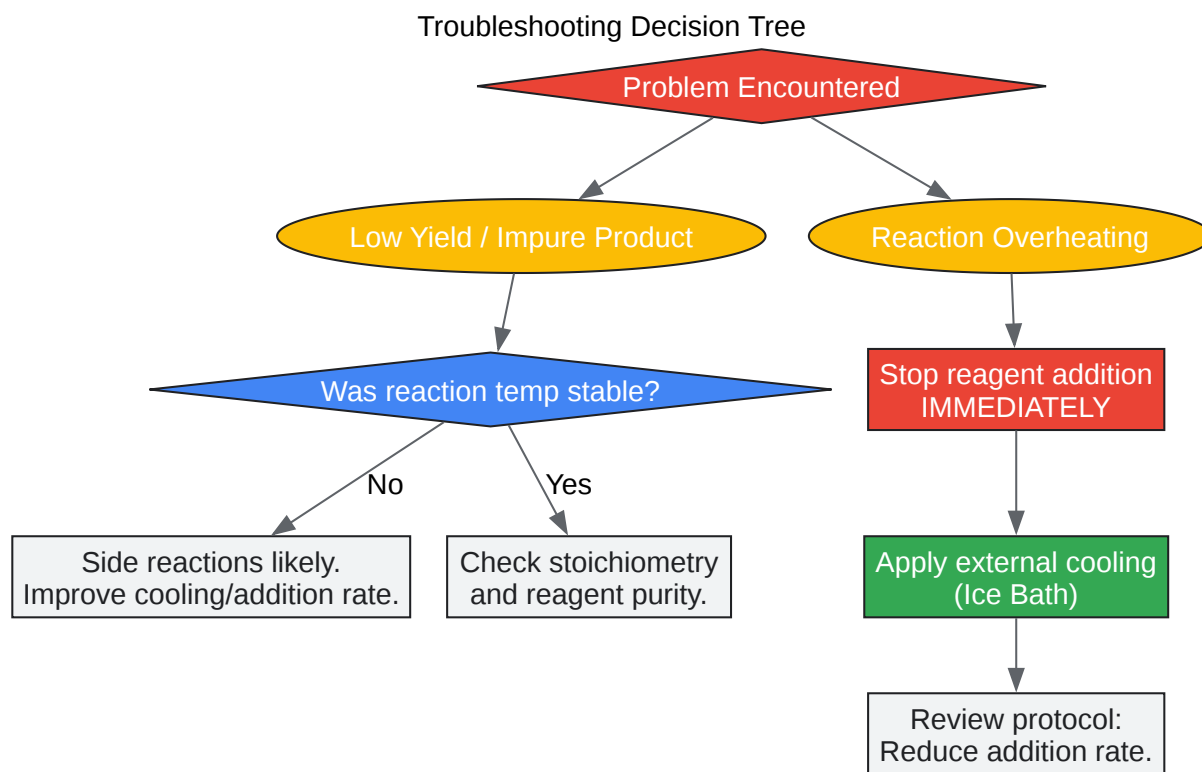 Troubleshooting Decision Tree
Problem Encountered
Low Yield / Impure Product
Reaction Overheating
Was reaction temp stable?
Stop reagent addition
IMMEDIATELY
No
Yes
Side reactions likely.
Improve cooling/addition rate.
Check stoichiometry
and reagent purity.
Apply external cooling
(Ice Bath)
Review protocol:
Reduce addition rate.